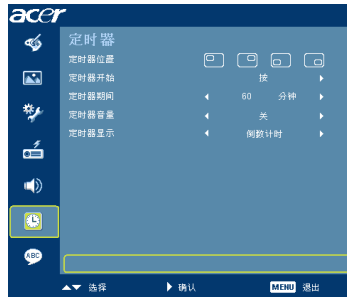 acer
定时器
定时器位置
定时器开始 按
定时器期间 60 分钟
定时器音量 关
定时器显示 倒数计时
ABC
选择 确认 MENU 退出